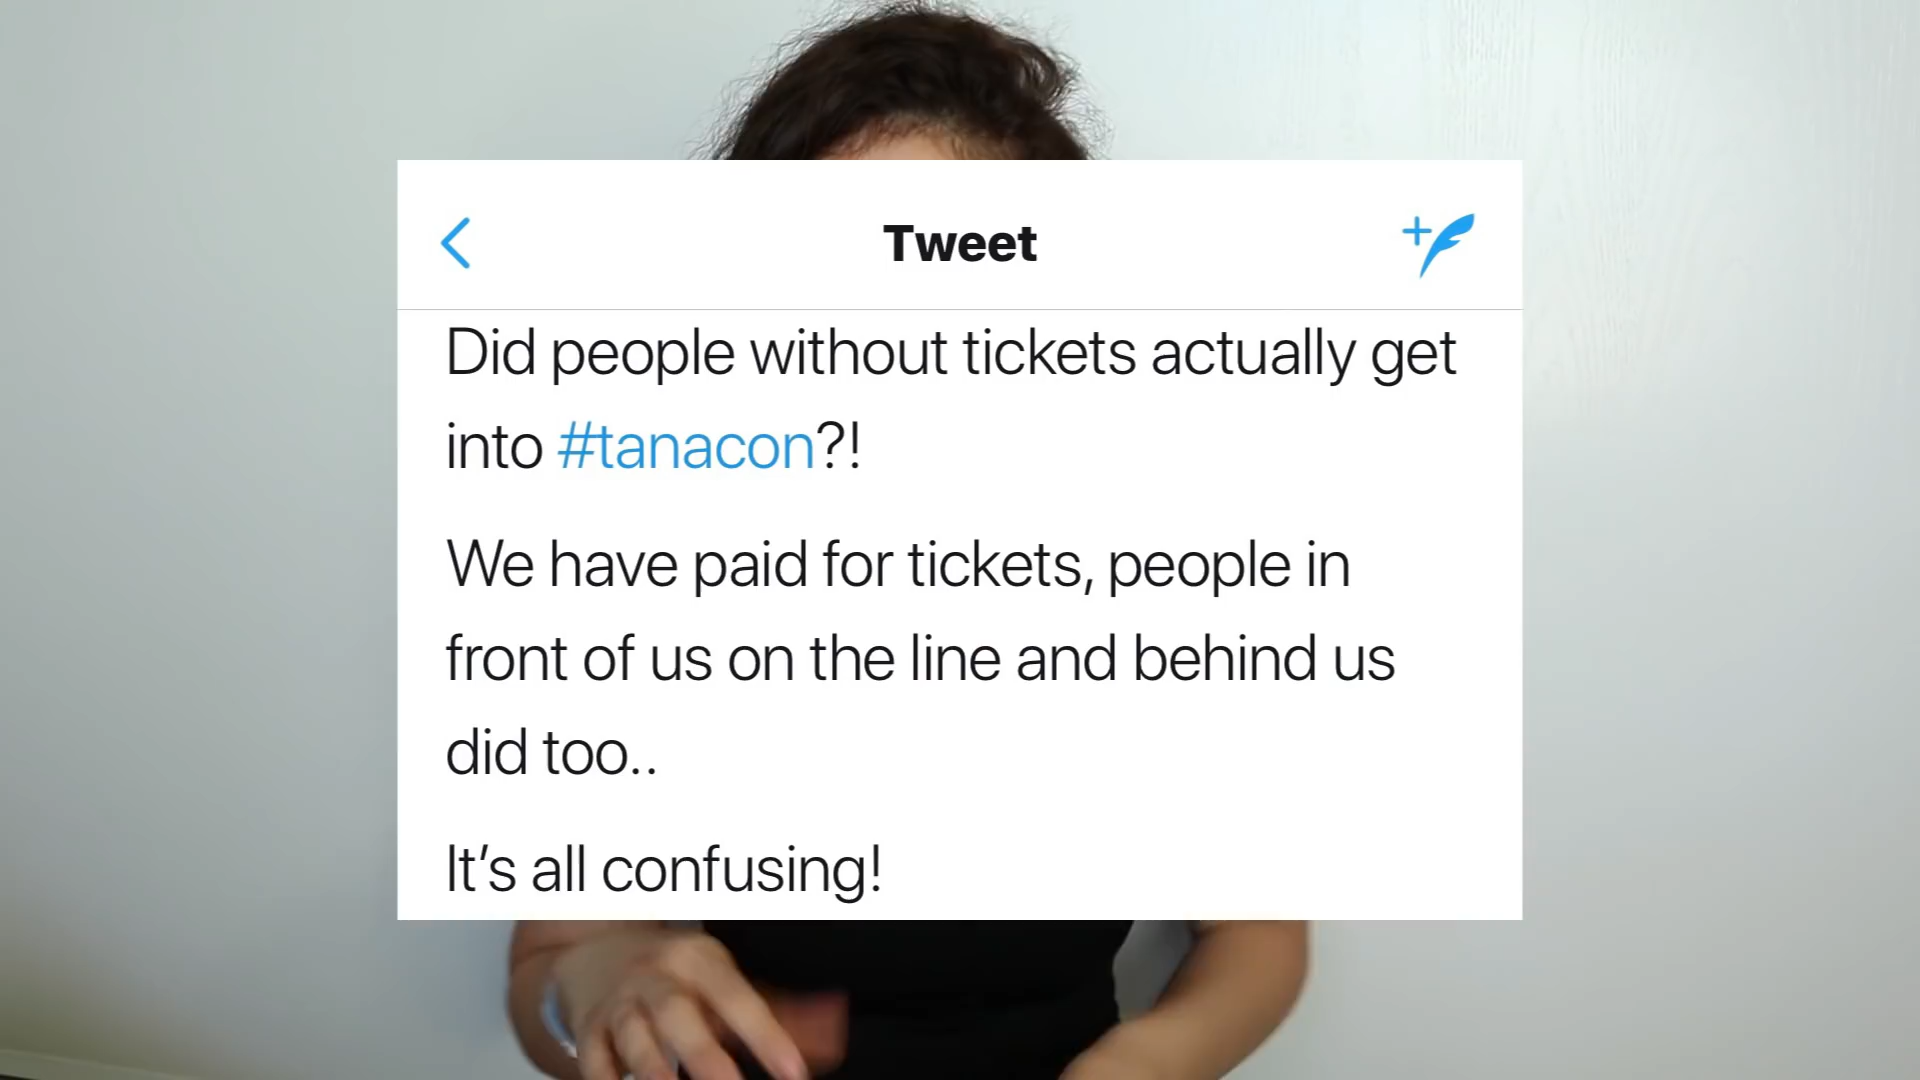 Tweet
Did people without tickets actually get
into #tanacon?!
We have paid for tickets, people in
front of us on the line and behind us
did too..
It's all confusing!